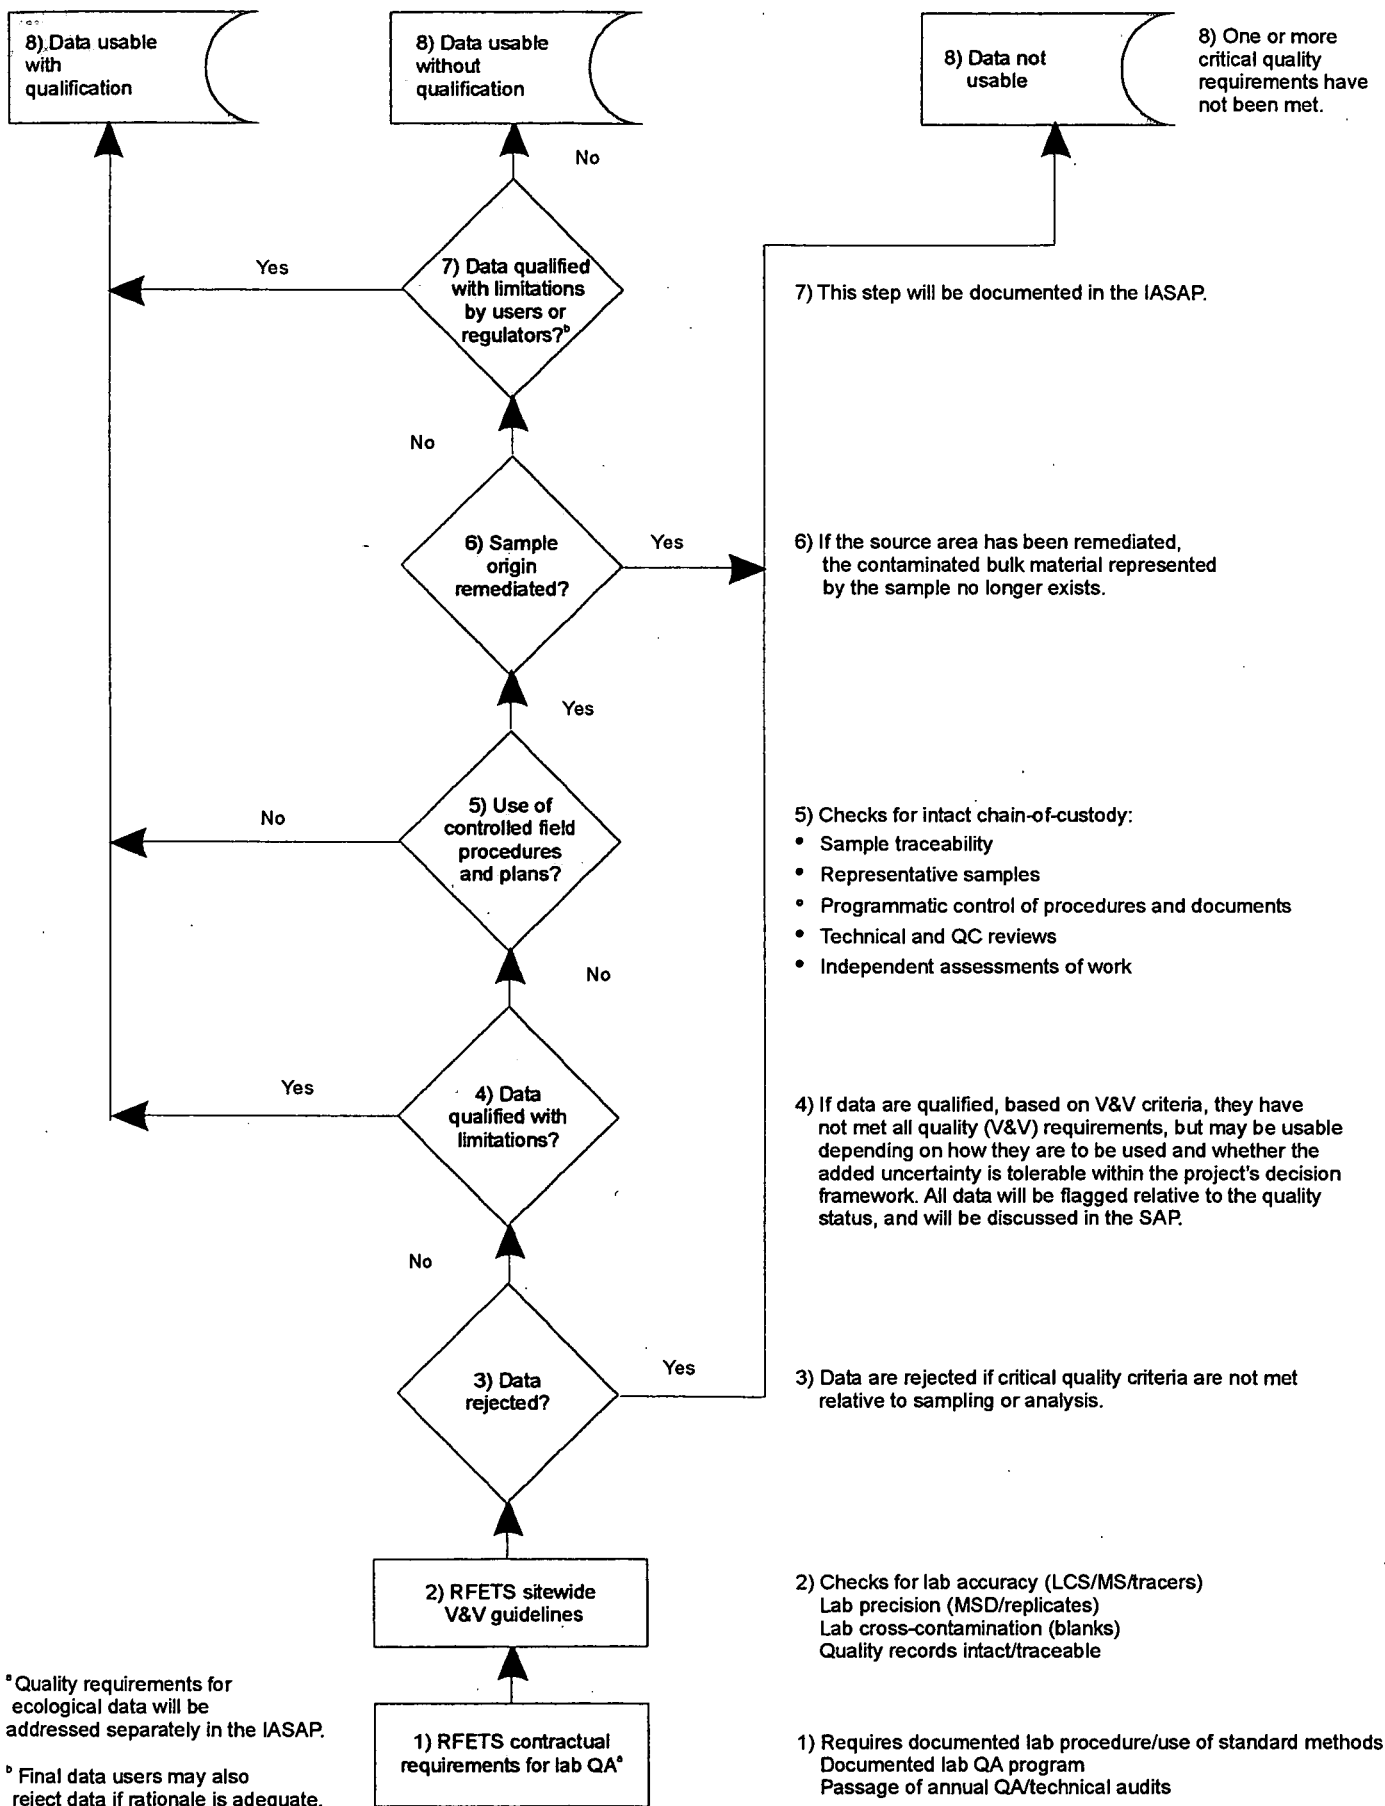 8) Data usable
with
qualification
8) Data usable
without
qualification
8) Data not
usable
8) One or more
critical quality
requirements have
not been met.
No
7) Data qualified
with limitations
by users or
regulators?ᵇ
Yes
7) This step will be documented in the IASAP.
No
6) Sample
origin
remediated?
Yes
6) If the source area has been remediated,
the contaminated bulk material represented
by the sample no longer exists.
Yes
5) Use of
controlled field
procedures
and plans?
No
5) Checks for intact chain-of-custody:
• Sample traceability
• Representative samples
• Programmatic control of procedures and documents
• Technical and QC reviews
• Independent assessments of work
No
4) Data
qualified with
limitations?
Yes
4) If data are qualified, based on V&V criteria, they have
not met all quality (V&V) requirements, but may be usable
depending on how they are to be used and whether the
added uncertainty is tolerable within the project's decision
framework. All data will be flagged relative to the quality
status, and will be discussed in the SAP.
No
3) Data
rejected?
Yes
3) Data are rejected if critical quality criteria are not met
relative to sampling or analysis.
2) RFETS sitewide
V&V guidelines
2) Checks for lab accuracy (LCS/MS/tracers)
Lab precision (MSD/replicates)
Lab cross-contamination (blanks)
Quality records intact/traceable
1) RFETS contractual
requirements for lab QAᵃ
1) Requires documented lab procedure/use of standard methods
Documented lab QA program
Passage of annual QA/technical audits
ᵃ Quality requirements for
ecological data will be
addressed separately in the IASAP.
ᵇ Final data users may also
reject data if rationale is adequate.